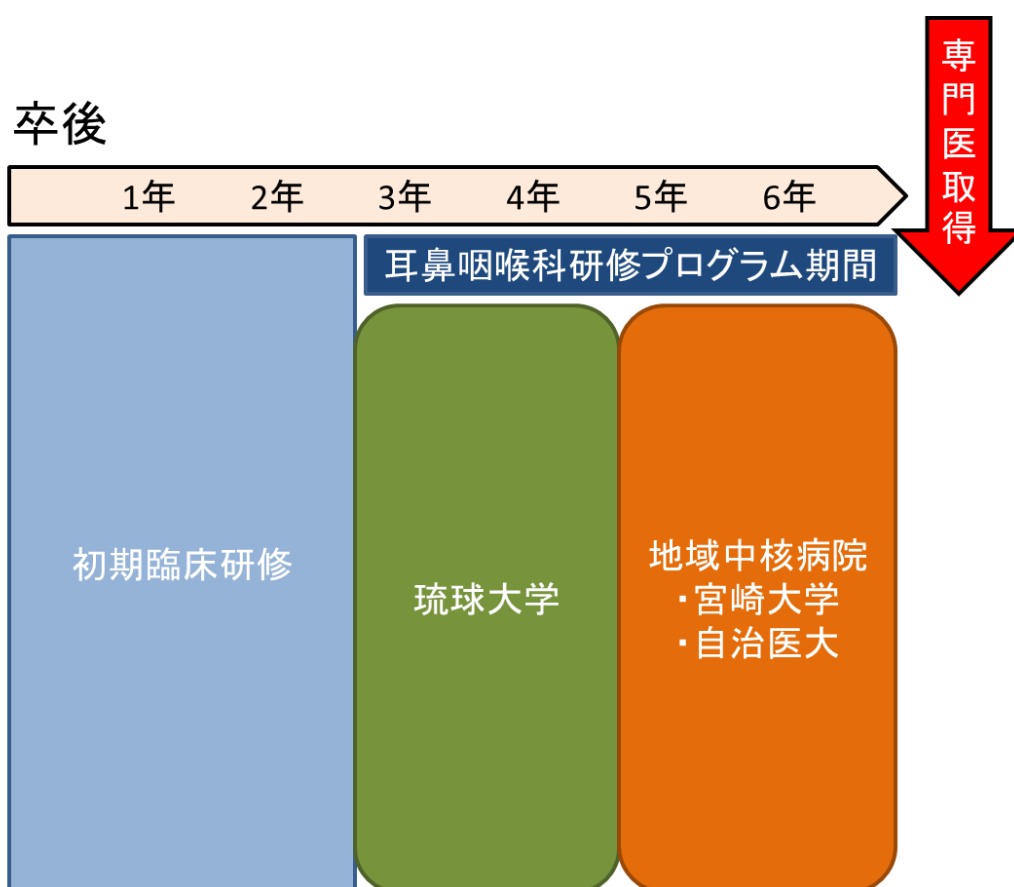 専門医取得
卒後
1年 2年 3年 4年 5年 6年
耳鼻咽喉科研修プログラム期間
初期臨床研修
琉球大学
地域中核病院
・宮崎大学
・自治医大